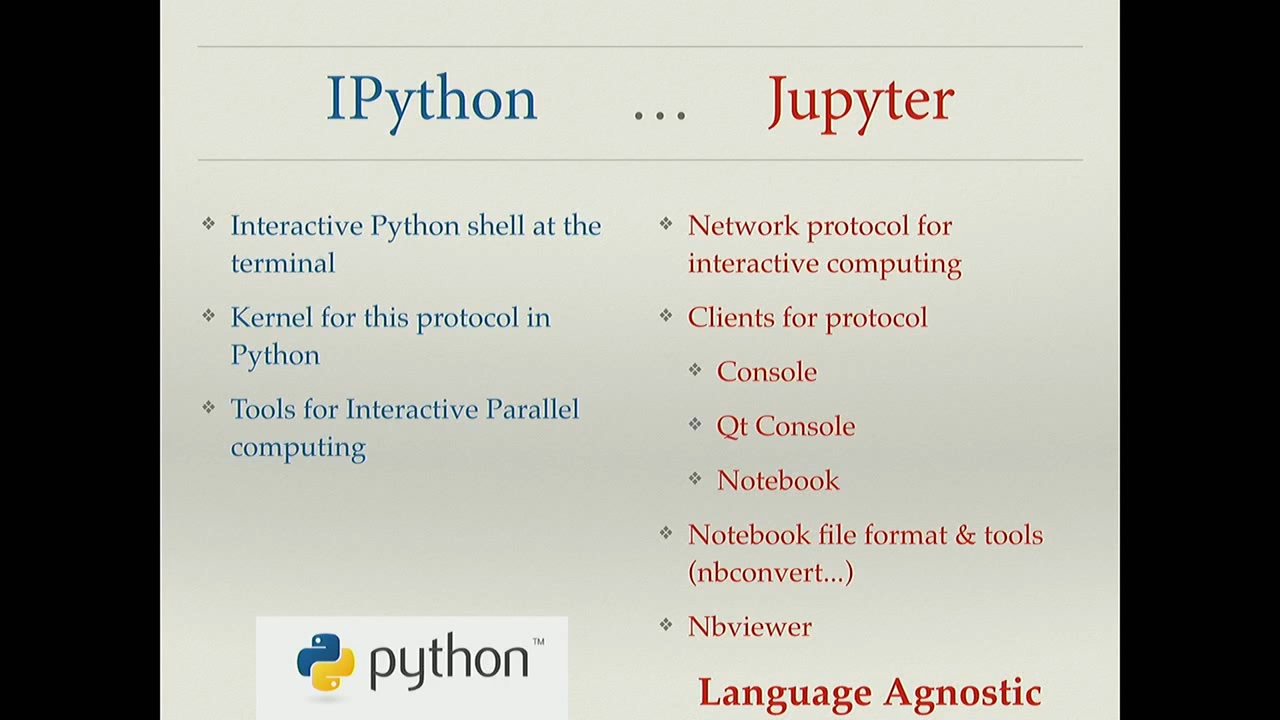 IPython ... Jupyter
Interactive Python shell at the
terminal
Kernel for this protocol in
Python
Tools for Interactive Parallel
computing
python™
Network protocol for
interactive computing
Clients for protocol
Console
Qt Console
Notebook
Notebook file format & tools
(nbconvert...)
Nbviewer
Language Agnostic